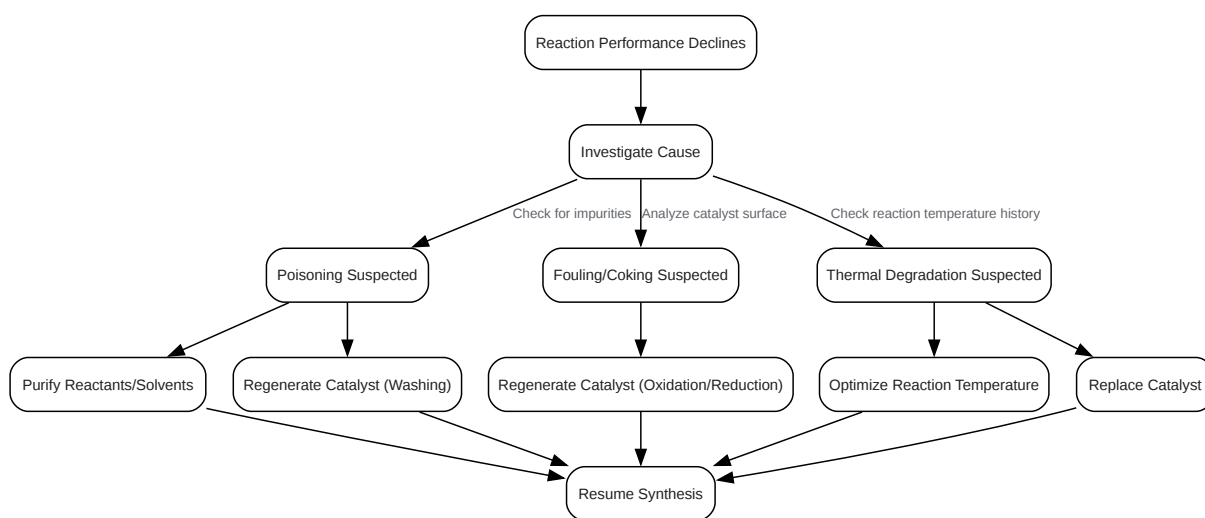 Reaction Performance Declines
Investigate Cause
Check for impurities
Analyze catalyst surface
Check reaction temperature history
Poisoning Suspected
Fouling/Coking Suspected
Thermal Degradation Suspected
Purify Reactants/Solvents
Regenerate Catalyst (Washing)
Regenerate Catalyst (Oxidation/Reduction)
Optimize Reaction Temperature
Replace Catalyst
Resume Synthesis